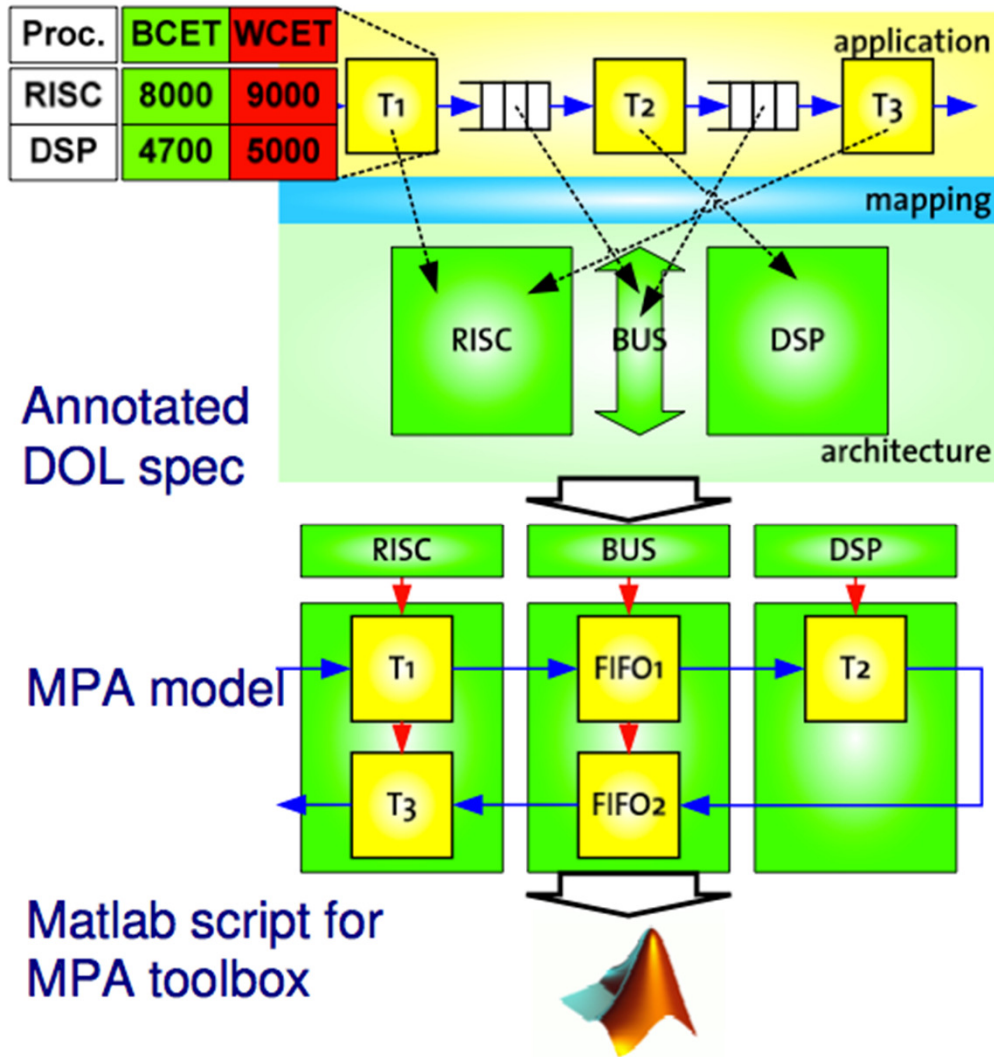 Proc. BCET WCET
RISC 8000 9000
DSP 4700 5000
application
T1 T2 T3
mapping
RISC BUS DSP
architecture
Annotated
DOL spec
RISC BUS DSP
T1 FIFO1 T2
MPA model
T3 FIFO2
Matlab script for
MPA toolbox